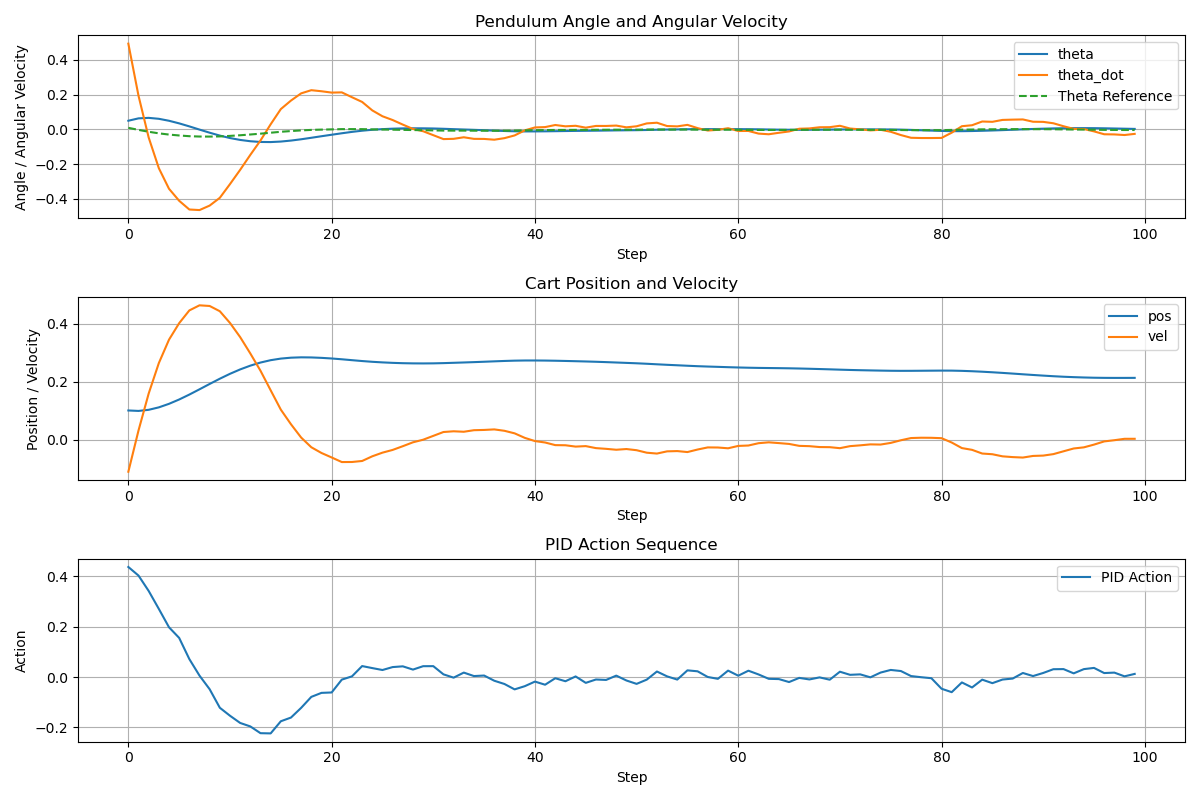 Pendulum Angle and Angular Velocity
Angle / Angular Velocity
0.4
0.2
0.0
−0.2
−0.4
theta
theta_dot
Theta Reference
0 20 40 60 80 100
Step
Cart Position and Velocity
Position / Velocity
0.4
0.2
0.0
pos
vel
0 20 40 60 80 100
Step
PID Action Sequence
Action
0.4
0.2
0.0
−0.2
PID Action
0 20 40 60 80 100
Step